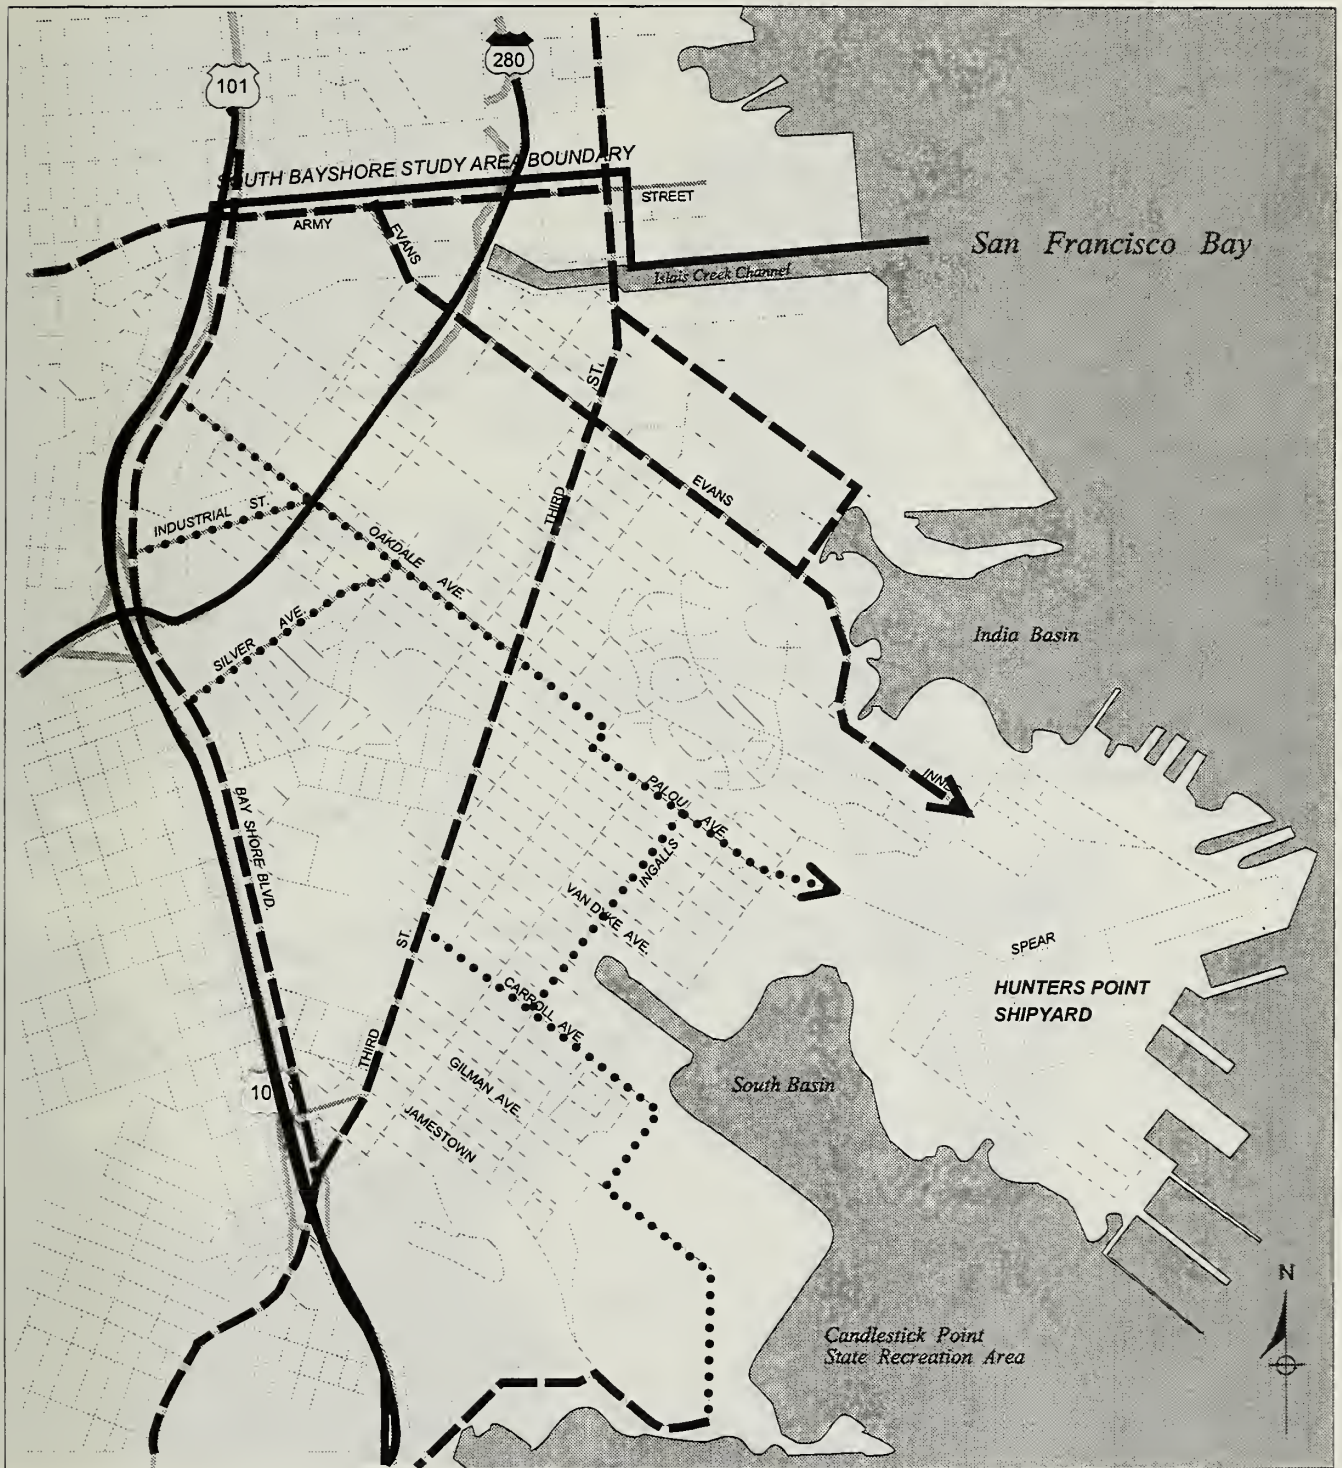 101
280
SOUTH BAYSHORE STUDY AREA BOUNDARY
STREET
ARMY
EVANS
San Francisco Bay
Islais Creek Channel
ST.
THIRD
EVANS
INDUSTRIAL ST.
OAKDALE AVE.
SILVER AVE.
India Basin
INNES
BAY SHORE BLVD.
PALOU AVE.
INGALLS
VAN DYKE AVE.
SPEAR
HUNTERS POINT
SHIPYARD
ST.
THIRD
CARROLL AVE.
GILMAN AVE.
JAMESTOWN
10
South Basin
N
Candlestick Point
State Recreation Area